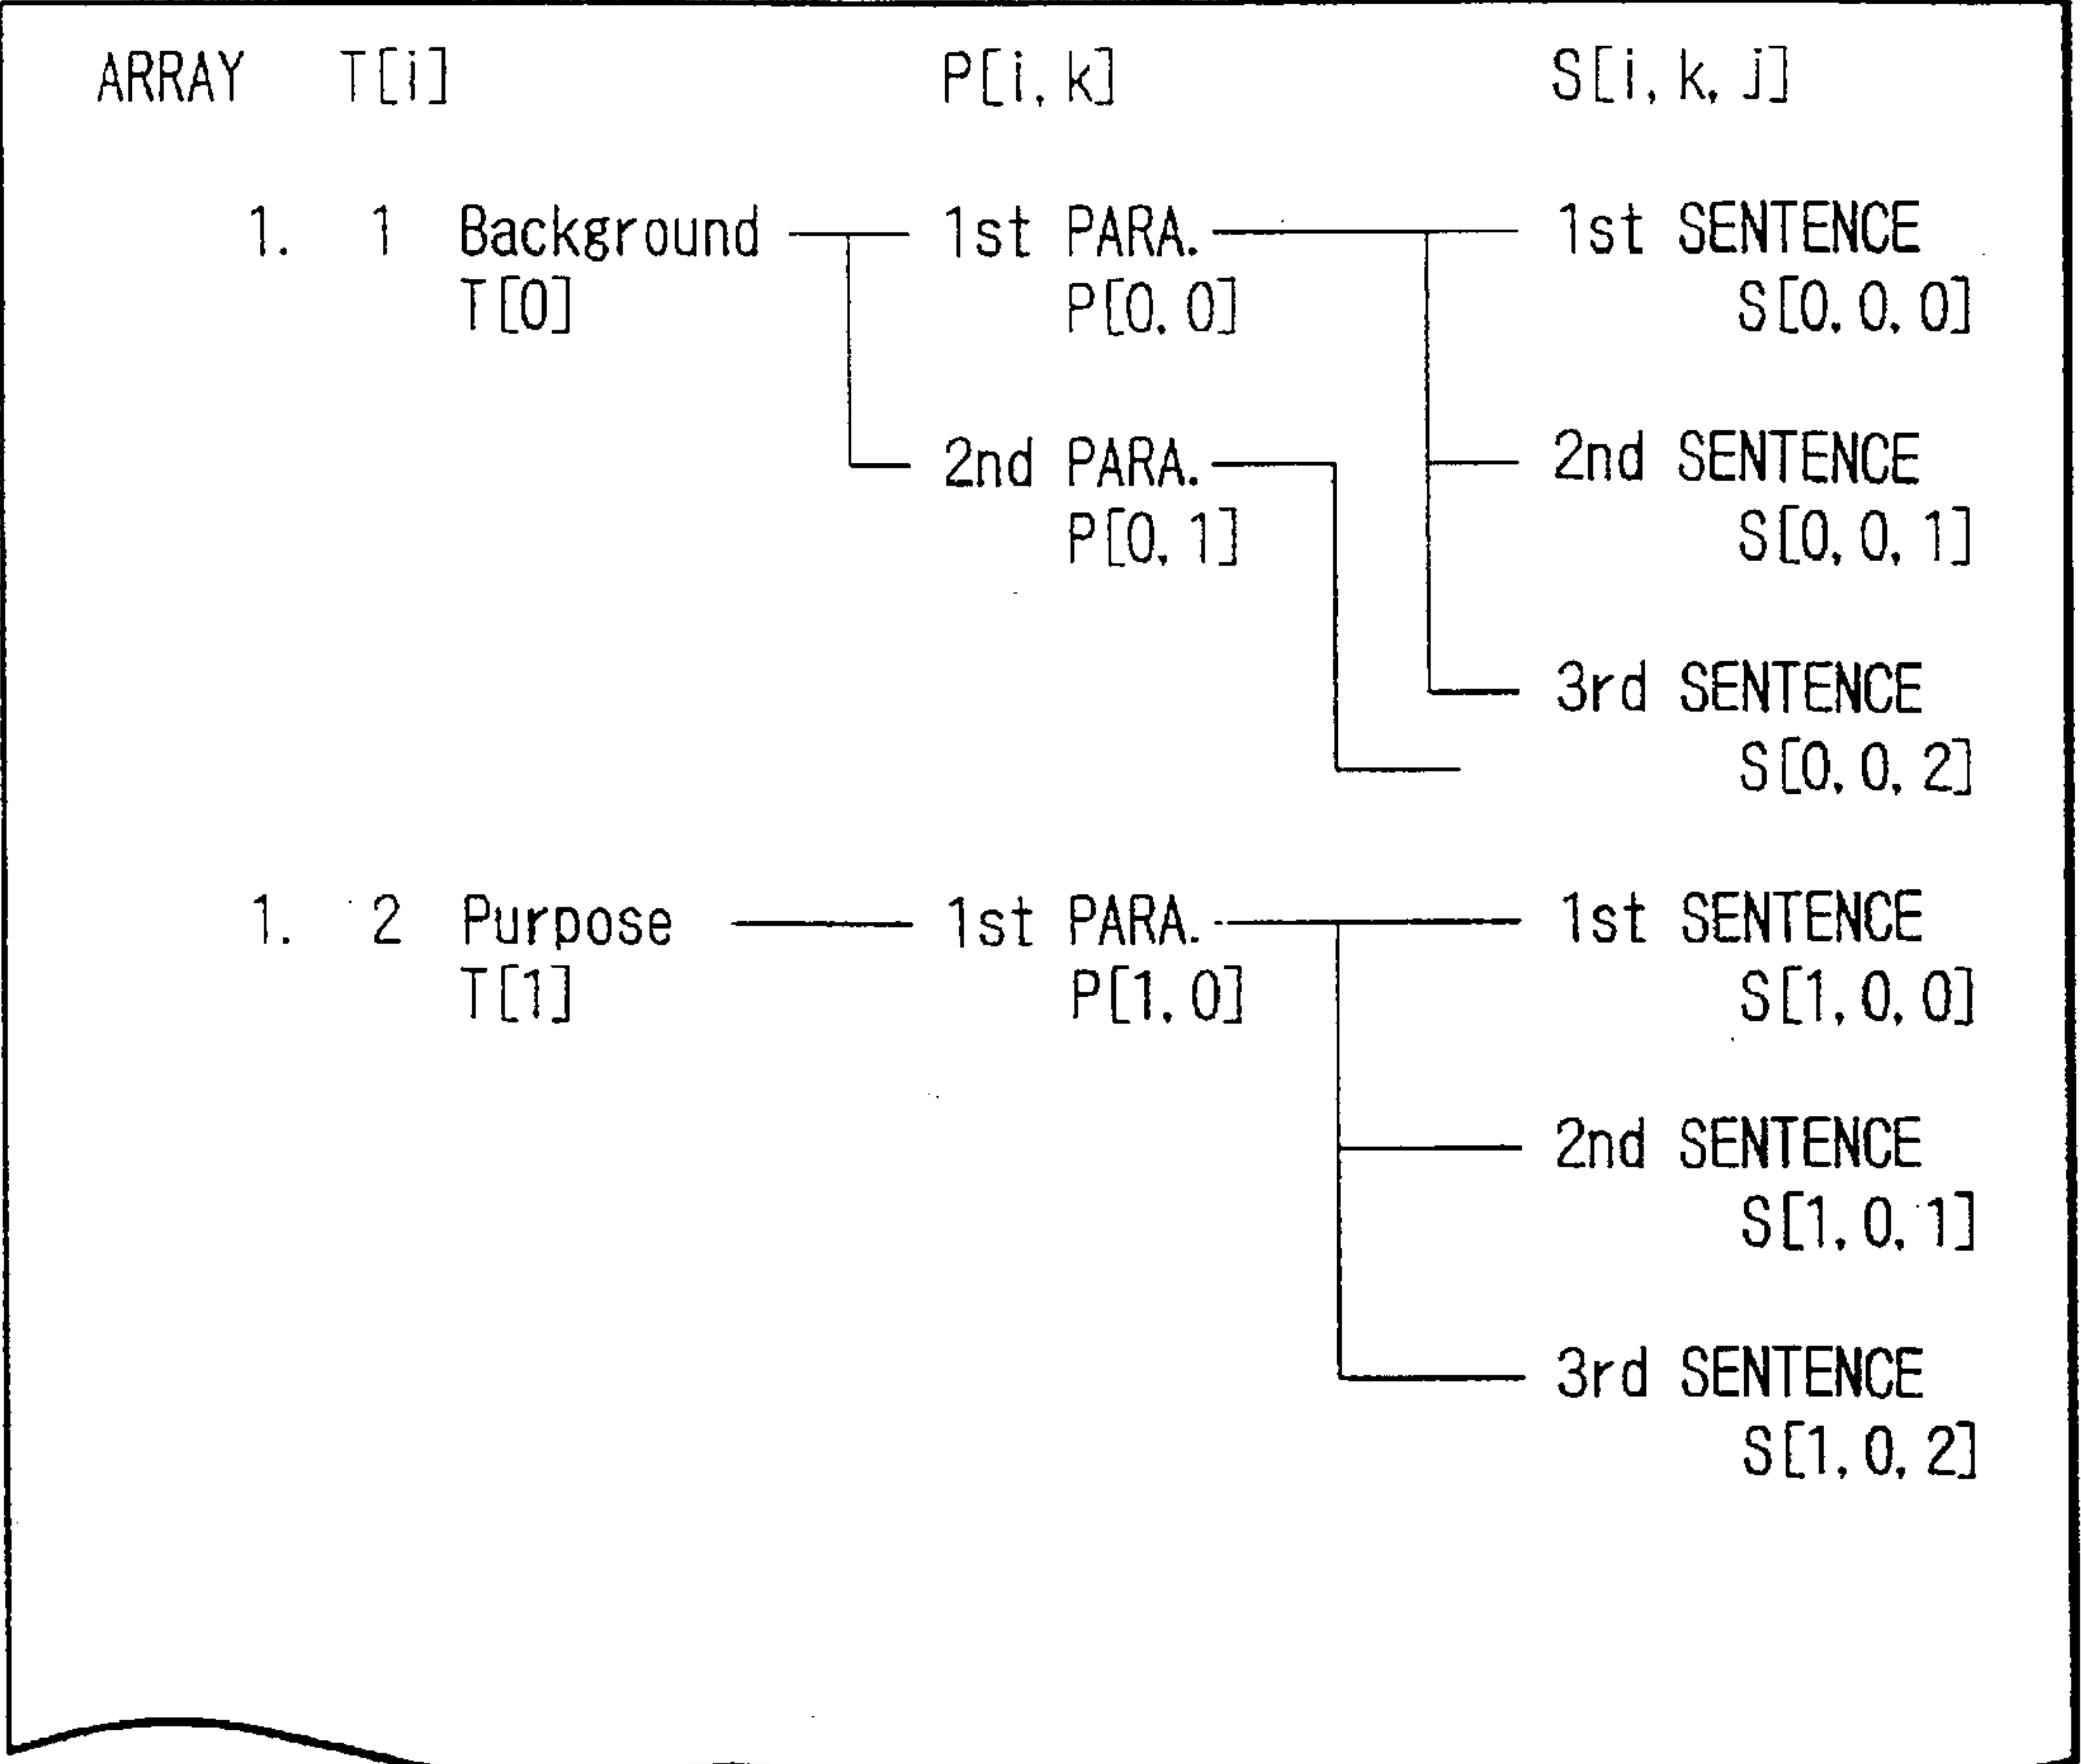 ARRAY T[i] P[i, k] S[i, k, j]
1. 1 Background 1st PARA. 1st SENTENCE
T[0] P[0, 0] S[0, 0, 0]
2nd PARA. 2nd SENTENCE
P[0, 1] S[0, 0, 1]
3rd SENTENCE
S[0, 0, 2]
1. 2 Purpose 1st PARA. 1st SENTENCE
T[1] P[1, 0] S[1, 0, 0]
2nd SENTENCE
S[1, 0, 1]
3rd SENTENCE
S[1, 0, 2]